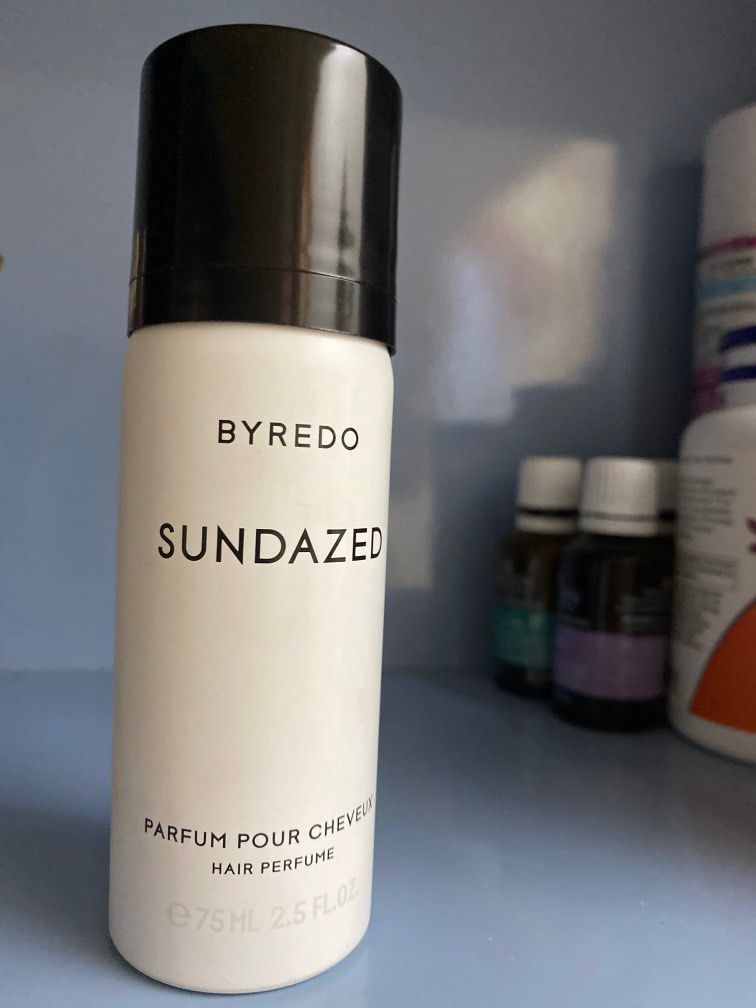 BYREDO
SUNDAZED
PARFUM POUR CHEVEUX
HAIR PERFUME
℮75 ML 2.5 FL.OZ.